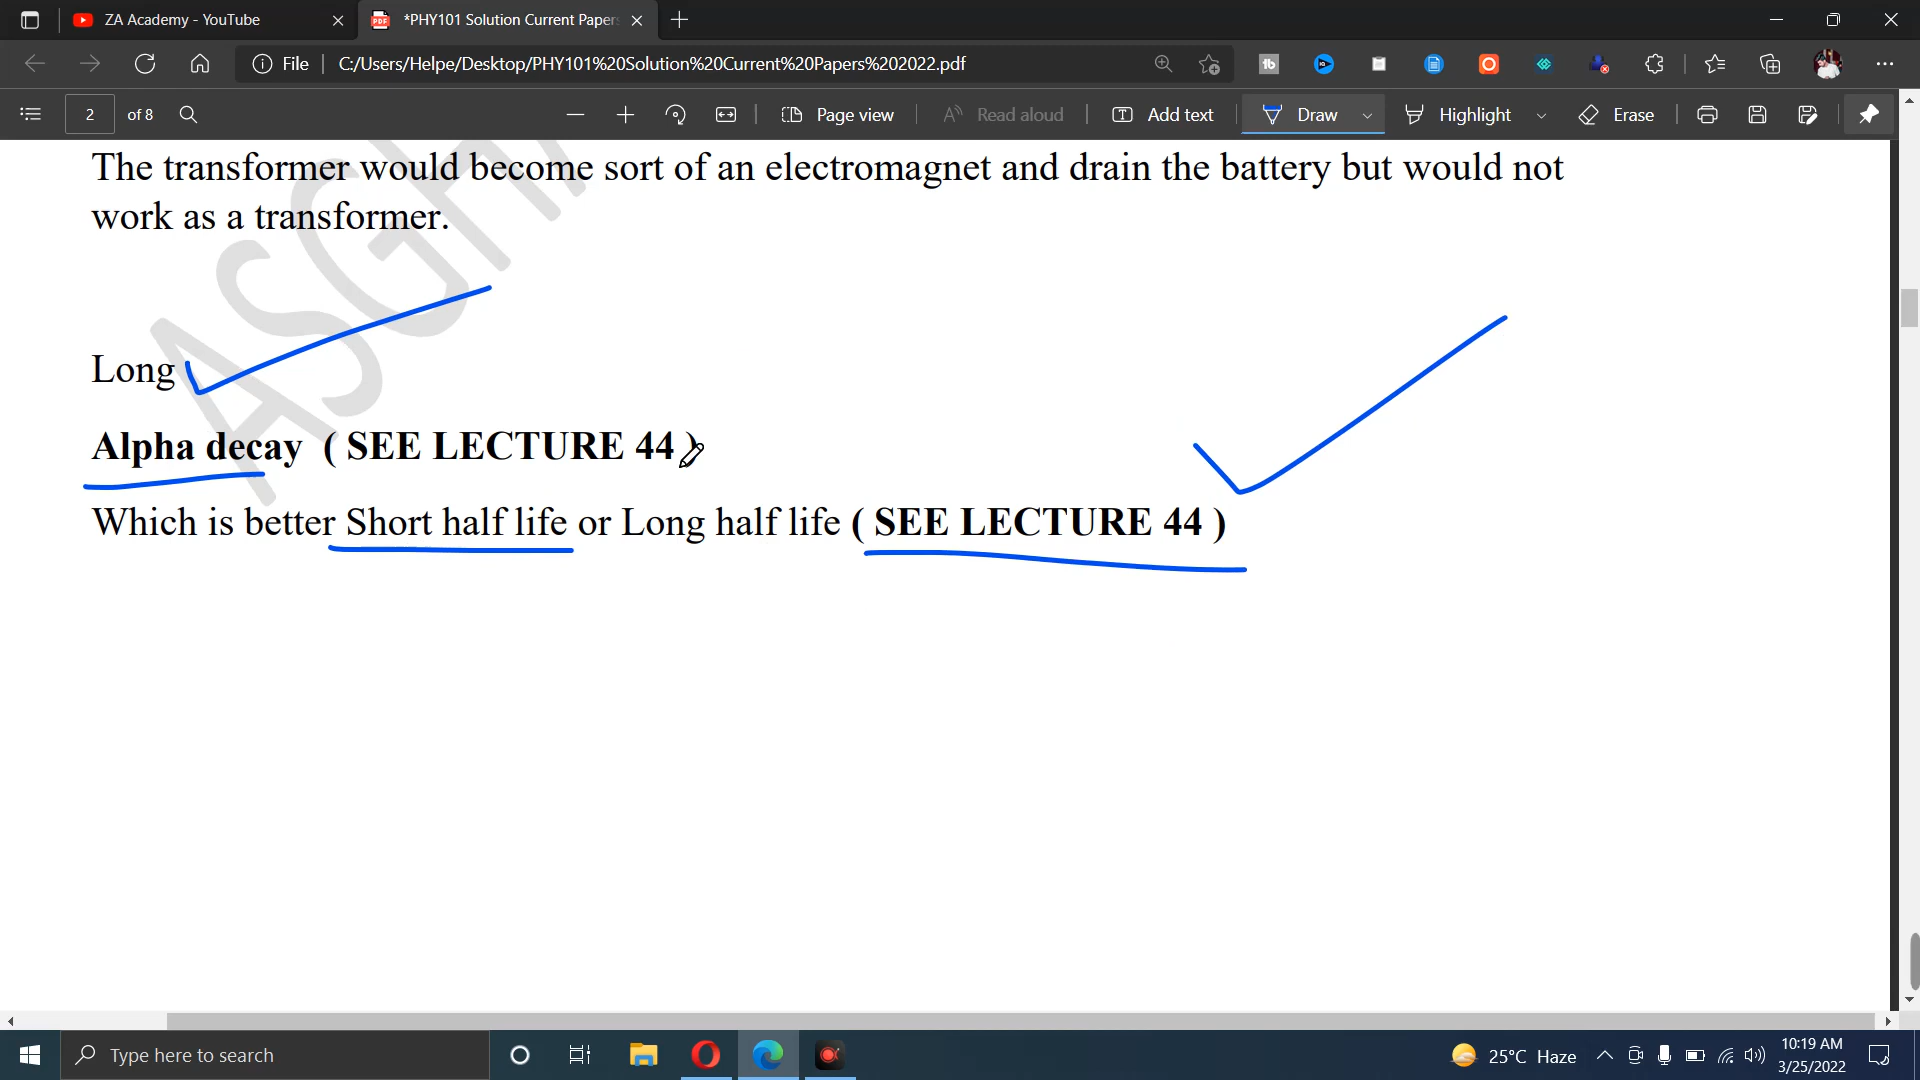 ZA Academy - YouTube
*PHY101 Solution Current Paper
File
C:/Users/Helpe/Desktop/PHY101%20Solution%20Current%20Papers%202022.pdf
2 of 8
Page view
Read aloud
Add text
Draw
Highlight
Erase
The transformer would become sort of an electromagnet and drain the battery but would not
work as a transformer.
Long
Alpha decay ( SEE LECTURE 44 )
Which is better Short half life or Long half life ( SEE LECTURE 44 )
ASGH
Type here to search
25°C Haze
10:19 AM
3/25/2022